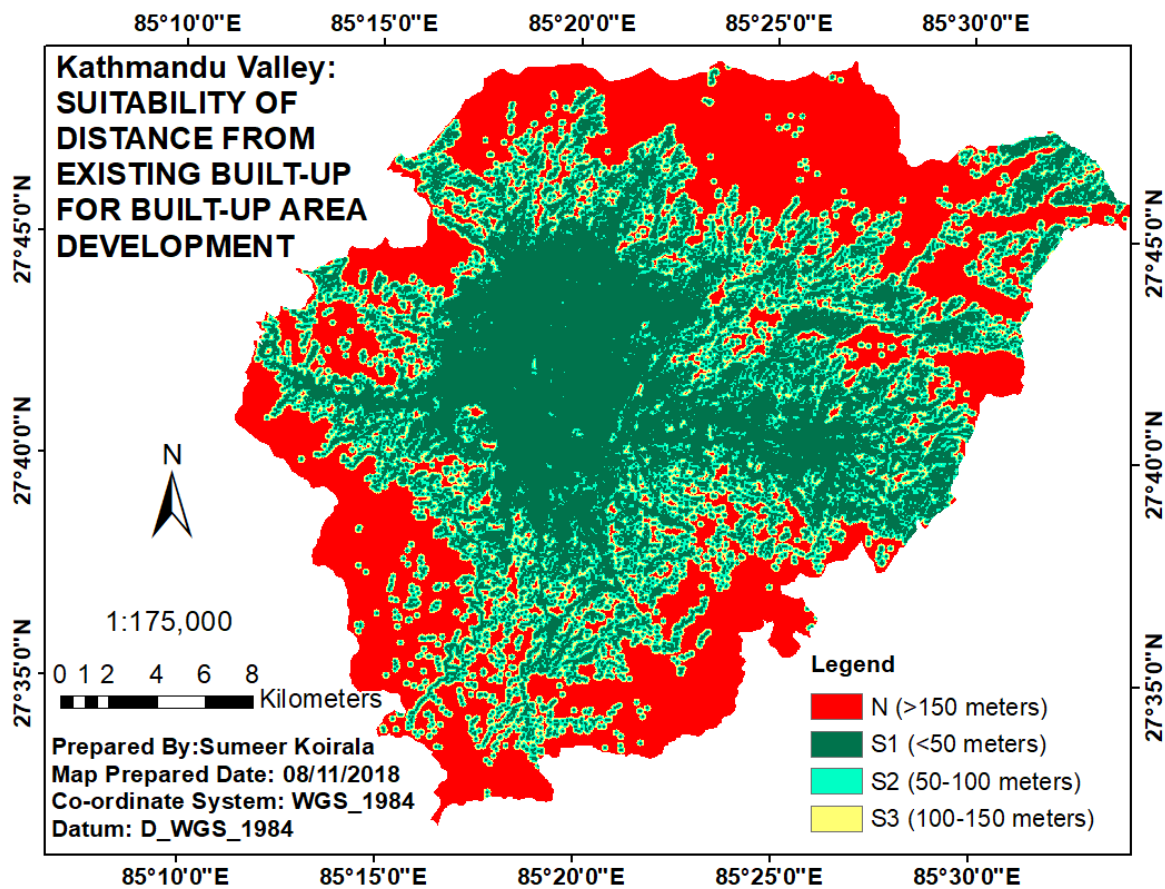 85°10'0"E 85°15'0"E 85°20'0"E 85°25'0"E 85°30'0"E
Kathmandu Valley:
SUITABILITY OF
DISTANCE FROM
EXISTING BUILT-UP
FOR BUILT-UP AREA
DEVELOPMENT
27°45'0"N
27°45'0"N
27°40'0"N
27°40'0"N
N
1:175,000
0 1 2 4 6 8
Kilometers
27°35'0"N
27°35'0"N
Legend
N (>150 meters)
S1 (<50 meters)
S2 (50-100 meters)
S3 (100-150 meters)
Prepared By:Sumeer Koirala
Map Prepared Date: 08/11/2018
Co-ordinate System: WGS_1984
Datum: D_WGS_1984
85°10'0"E 85°15'0"E 85°20'0"E 85°25'0"E 85°30'0"E